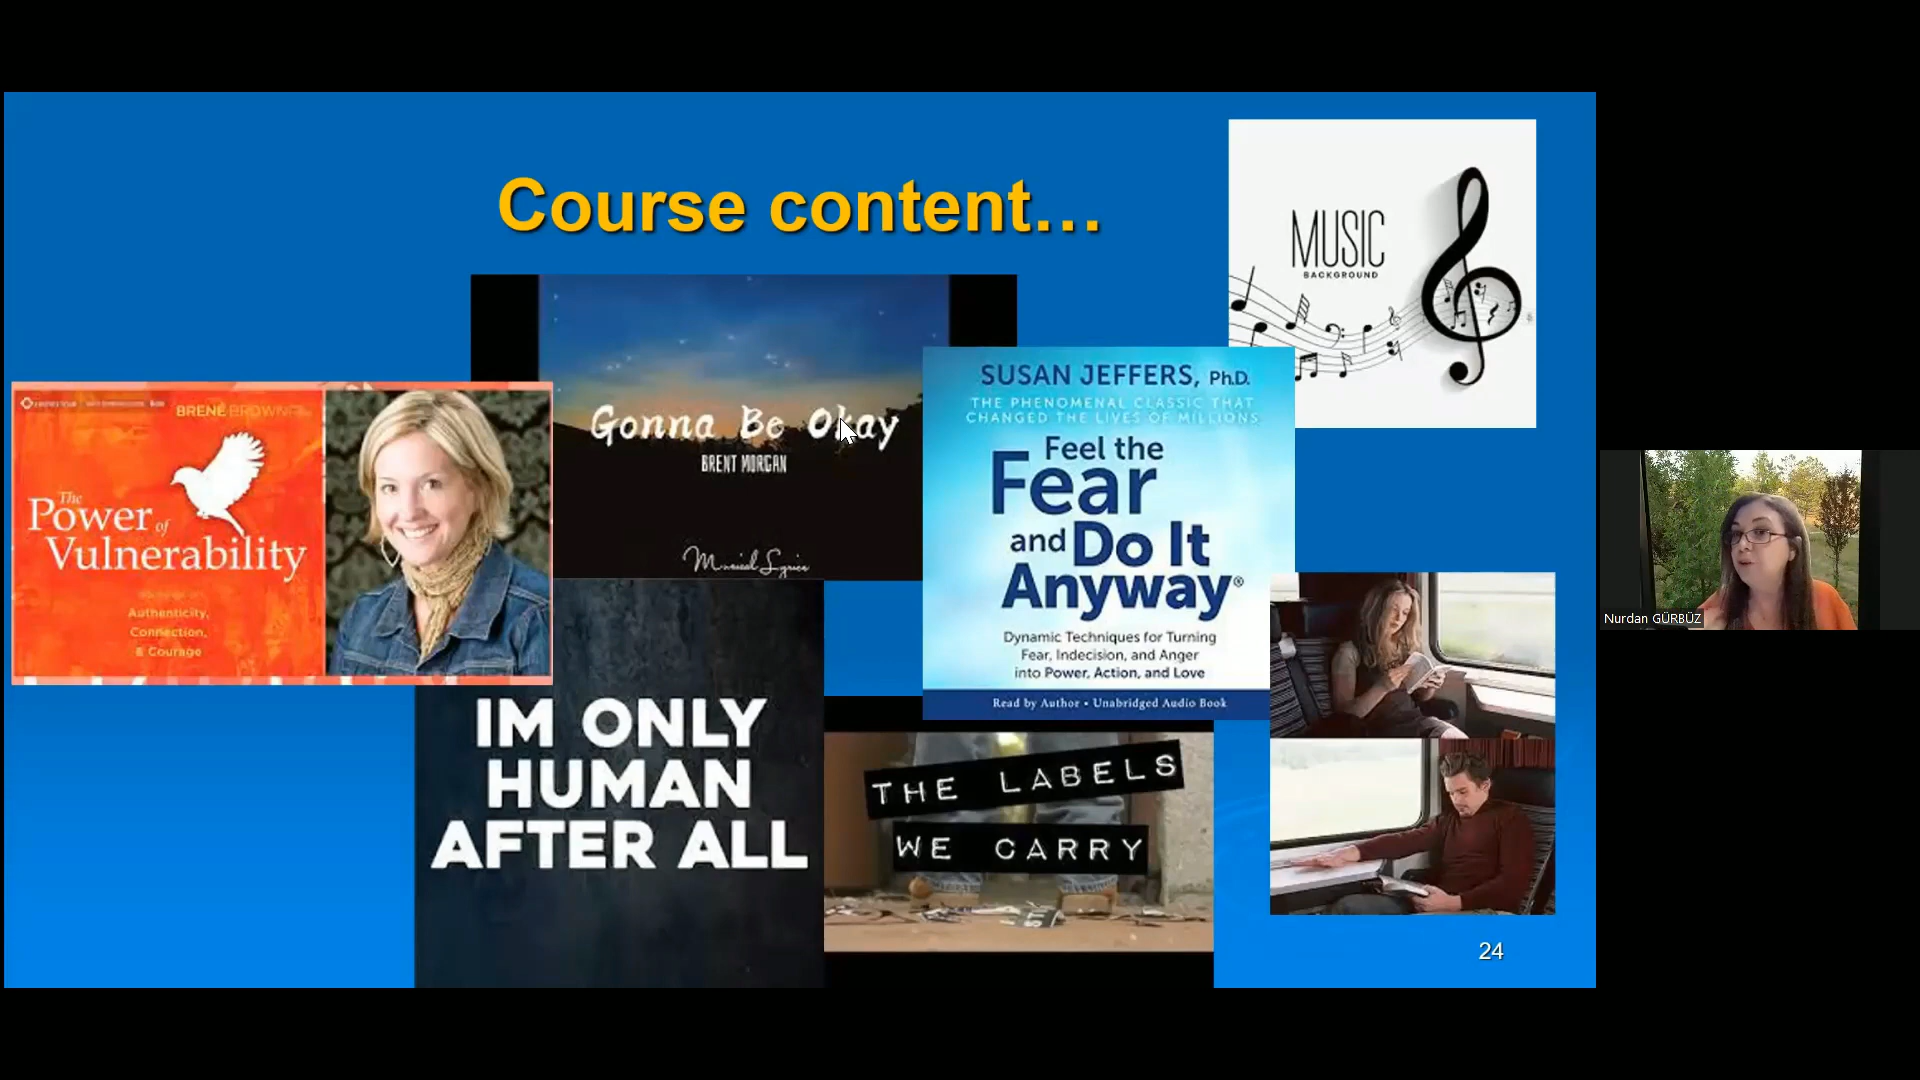 Course content…
MUSIC
BACKGROUND
Gonna Be Okay
BRENT MORGAN
Musical Lyrics
BRENÉ BROWN
The
Power of
Vulnerability
Authenticity,
Connection,
& Courage
SUSAN JEFFERS, Ph.D.
THE PHENOMENAL CLASSIC THAT
CHANGED THE LIVES OF MILLIONS
Feel the
Fear
and Do It
Anyway®
Dynamic Techniques for Turning
Fear, Indecision, and Anger
into Power, Action, and Love
Read by Author • Unabridged Audio Book
IM ONLY
HUMAN
AFTER ALL
THE LABELS
WE CARRY
24
Nurdan GÜRBÜZ